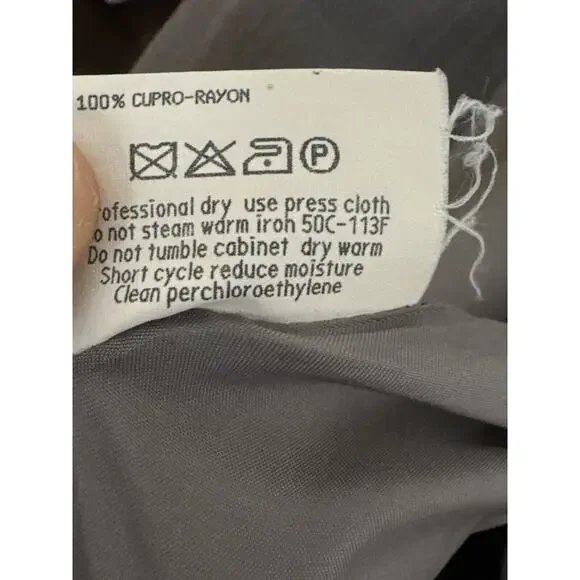 100% CUPRO-RAYON
P
ofessional dry use press cloth
o not steam warm iron 50C-113F
Do not tumble cabinet dry warm
Short cycle reduce moisture
Clean perchloroethylene